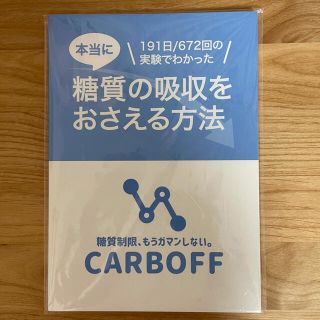 本当に
191日/672回の
実験でわかった
糖質の吸収を
おさえる方法
糖質制限、もうガマンしない。
CARBOFF